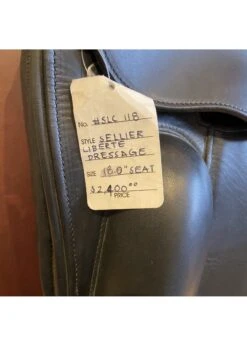 NO. #SLC 118
STYLE SELLIER
LIBERTE
DRESSAGE
SIZE 18.0" SEAT
$2,400.00
PRICE